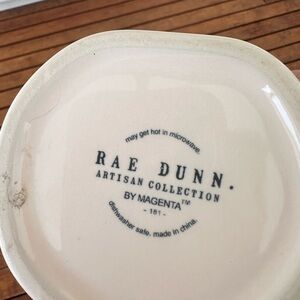 may get hot in microwave.
RAE DUNN.
ARTISAN COLLECTION
BY MAGENTA™
- 181 -
dishwasher safe. made in china.